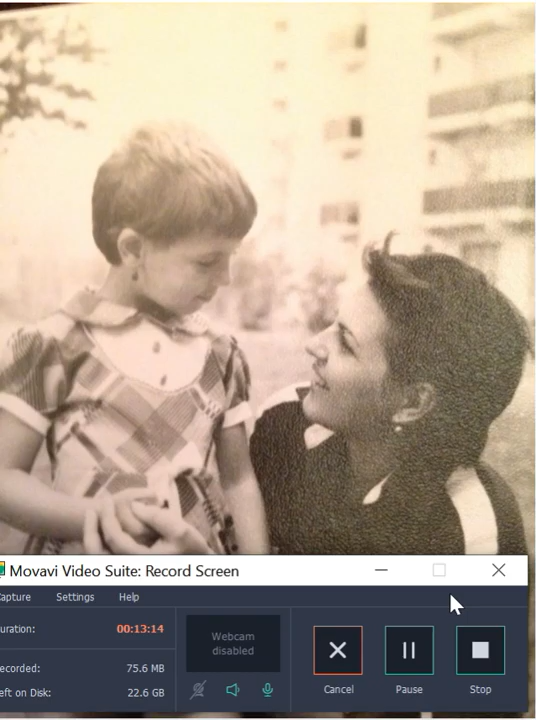 Movavi Video Suite: Record Screen
apture
Settings
Help
uration:
00:13:14
ecorded:
75.6 MB
eft on Disk:
22.6 GB
Webcam
disabled
Cancel
Pause
Stop